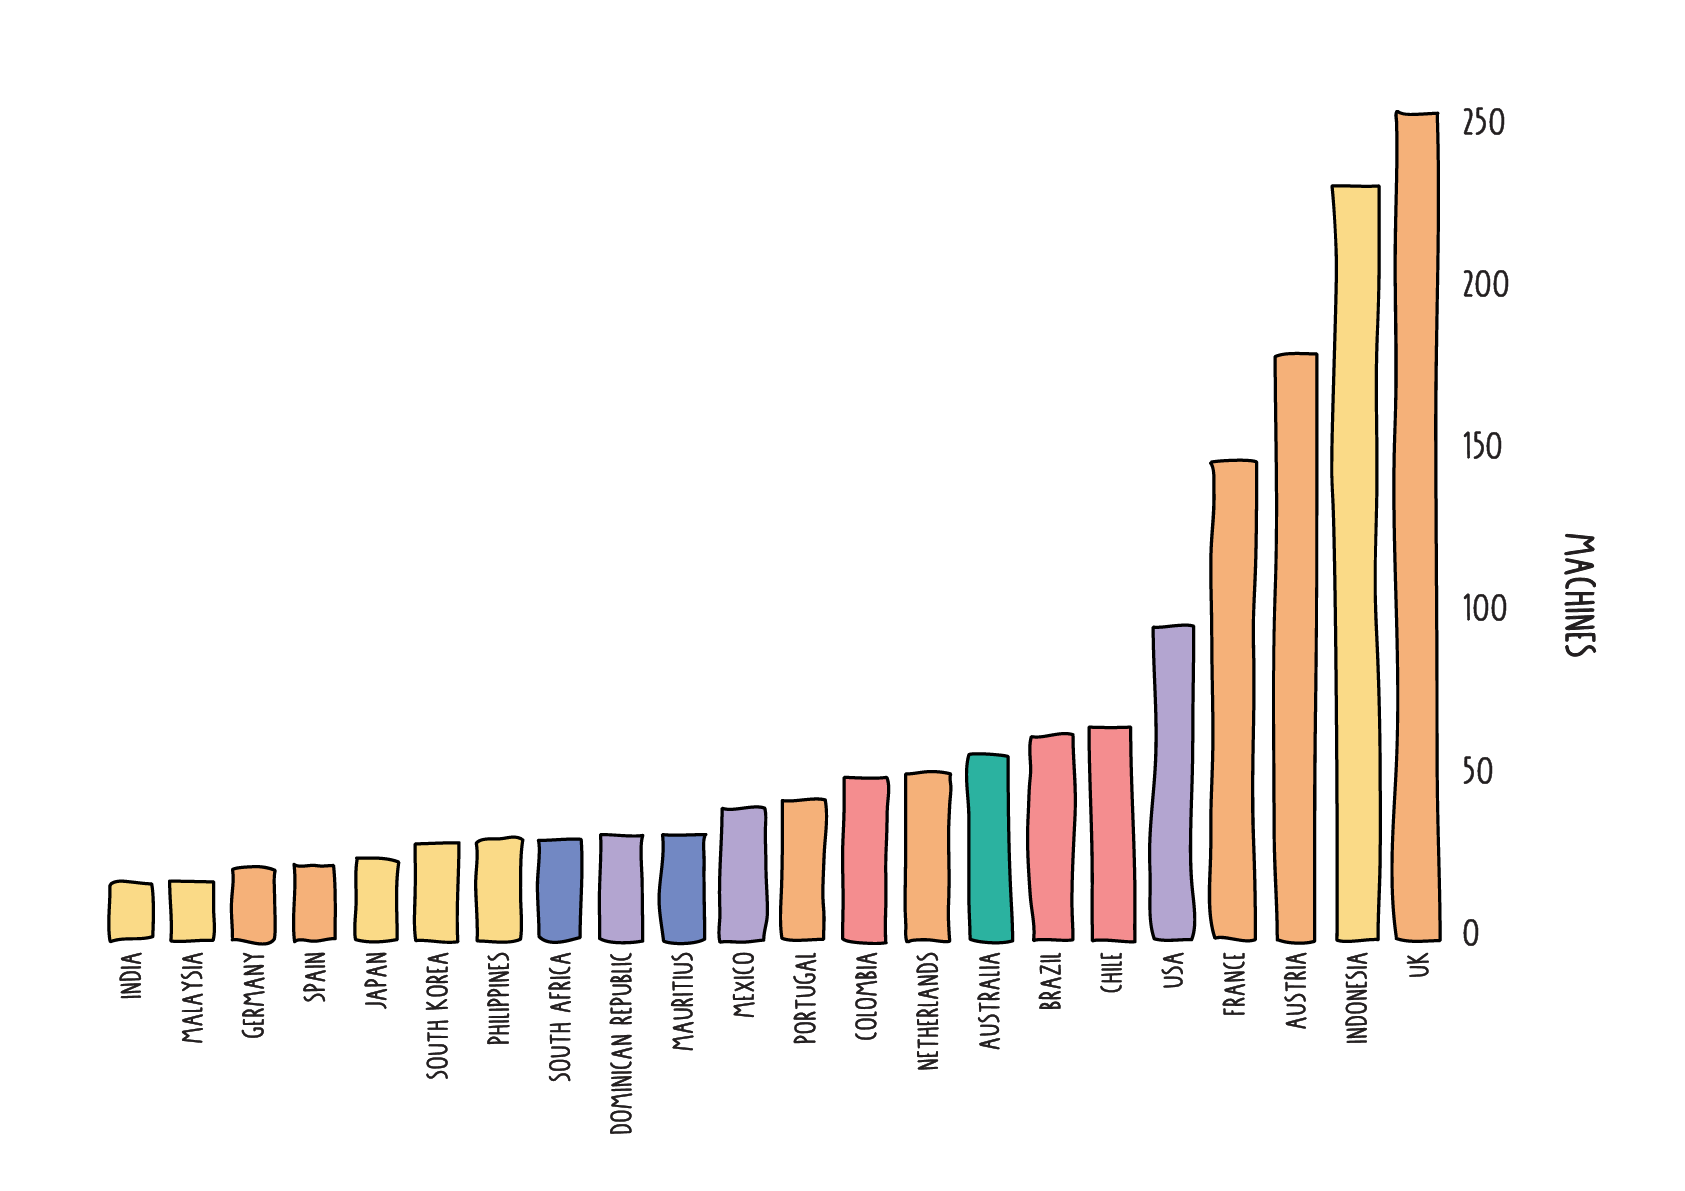 250
200
150
100
50
0
MACHINES
INDIA
MALAYSIA
GERMANY
SPAIN
JAPAN
SOUTH KOREA
PHILIPPINES
SOUTH AFRICA
DOMINICAN REPUBLIC
MAURITIUS
MEXICO
PORTUGAL
COLOMBIA
NETHERLANDS
AUSTRALIA
BRAZIL
CHILE
USA
FRANCE
AUSTRIA
INDONESIA
UK